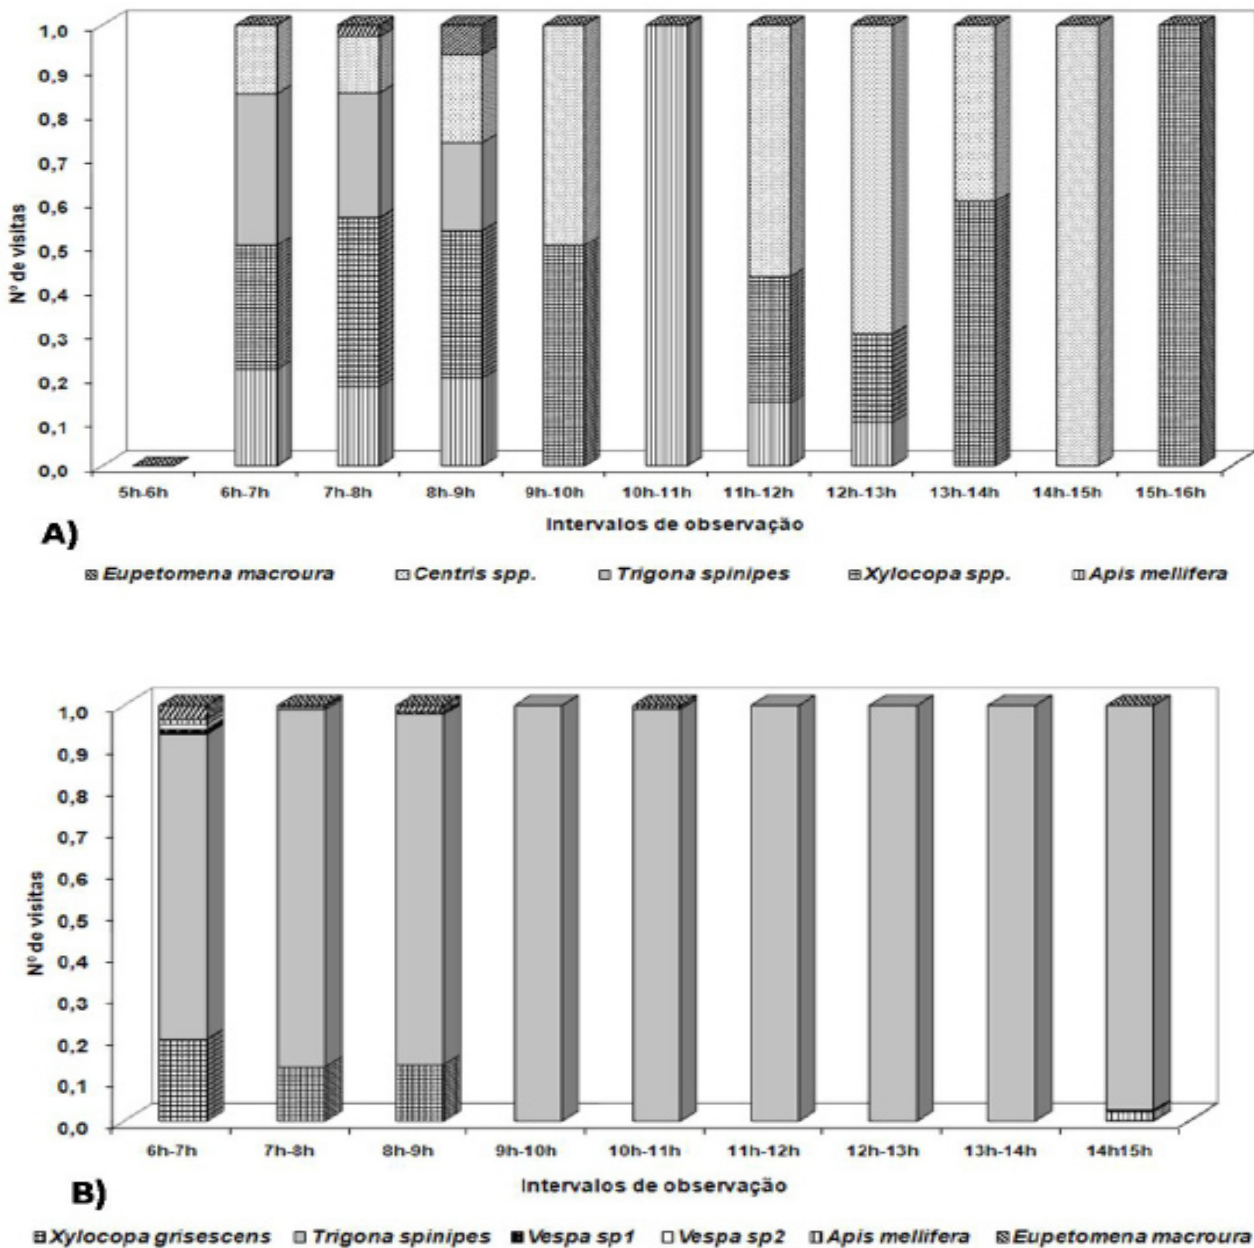 1,0
0,9
0,8
0,7
0,6
0,5
0,4
0,3
0,2
0,1
0,0
Nº de visitas
5h-6h 6h-7h 7h-8h 8h-9h 9h-10h 10h-11h 11h-12h 12h-13h 13h-14h 14h-15h 15h-16h
Intervalos de observação
A)
Eupetomena macroura Centris spp. Trigona spinipes Xylocopa spp. Apis mellifera
1,0
0,9
0,8
0,7
0,6
0,5
0,4
0,3
0,2
0,1
0,0
Nº de visitas
6h-7h 7h-8h 8h-9h 9h-10h 10h-11h 11h-12h 12h-13h 13h-14h 14h15h
Intervalos de observação
B)
Xylocopa grisescens Trigona spinipes Vespa sp1 Vespa sp2 Apis mellifera Eupetomena macroura